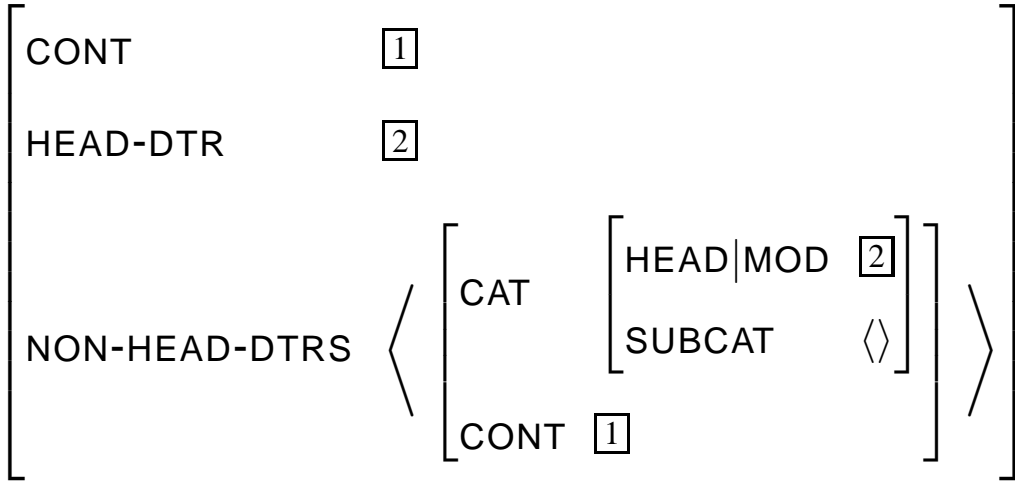 CONT 1
HEAD-DTR 2
HEAD|MOD 2
CAT
SUBCAT ⟨⟩
NON-HEAD-DTRS ⟨ ⟩
CONT 1